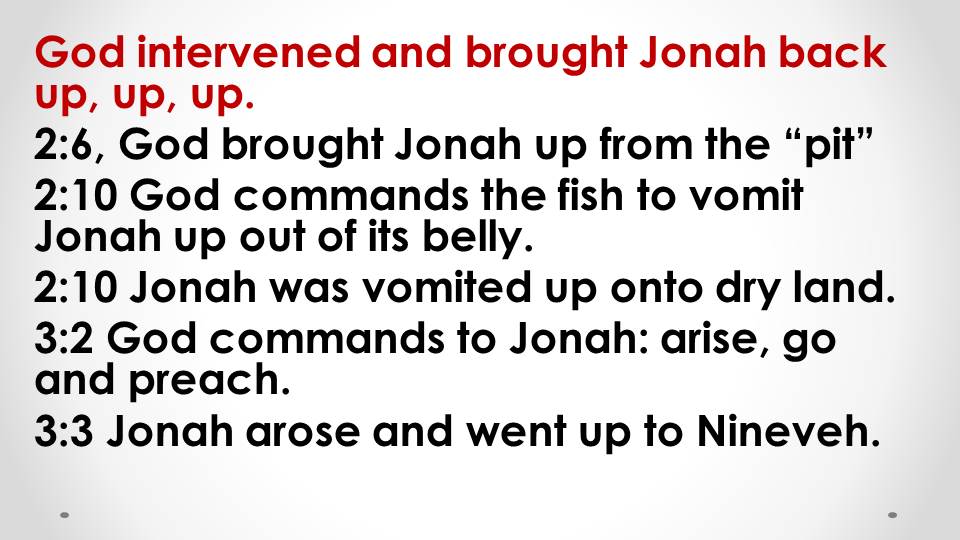 God intervened and brought Jonah back
up, up, up.
2:6, God brought Jonah up from the “pit”
2:10 God commands the fish to vomit
Jonah up out of its belly.
2:10 Jonah was vomited up onto dry land.
3:2 God commands to Jonah: arise, go
and preach.
3:3 Jonah arose and went up to Nineveh.